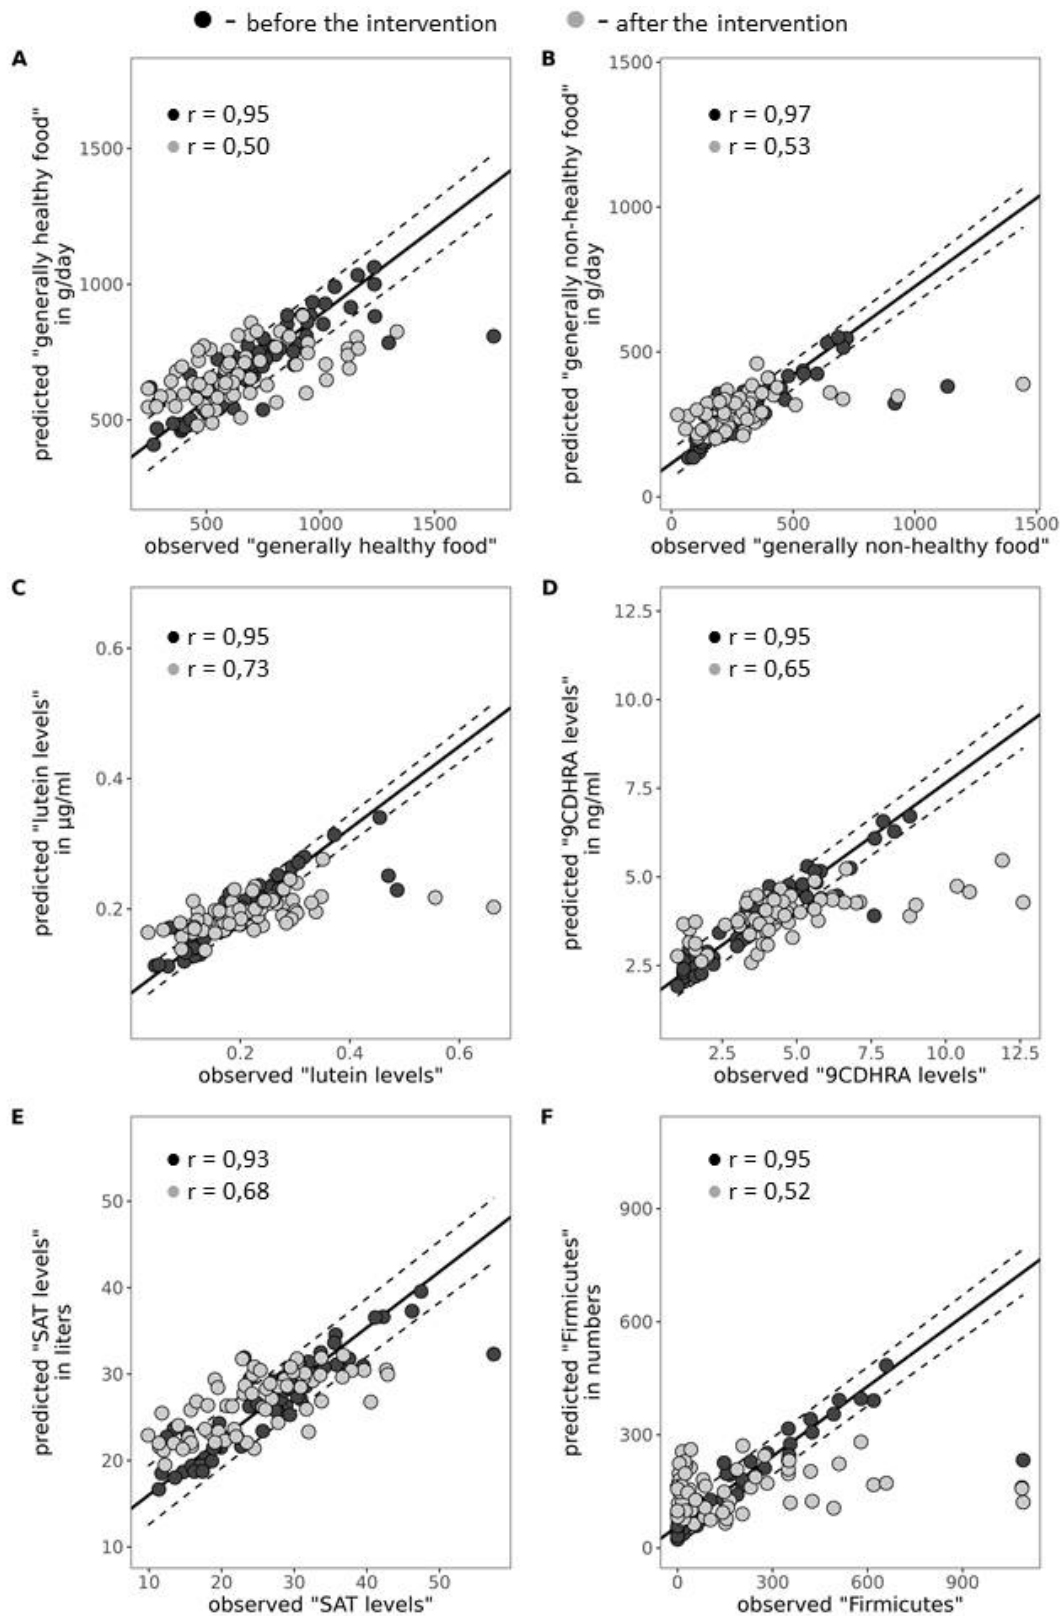 - before the intervention - after the intervention
A B
r = 0,95
r = 0,50
predicted "generally healthy food"
in g/day
1500
1000
500
500 1000 1500
observed "generally healthy food"
r = 0,97
r = 0,53
predicted "generally non-healthy food"
in g/day
1500
1000
500
0
0 500 1000 1500
observed "generally non-healthy food"
C D
r = 0,95
r = 0,73
predicted "lutein levels"
in µg/ml
0.6
0.4
0.2
0.2 0.4 0.6
observed "lutein levels"
r = 0,95
r = 0,65
predicted "9CDHRA levels"
in ng/ml
12.5
10.0
7.5
5.0
2.5
2.5 5.0 7.5 10.0 12.5
observed "9CDHRA levels"
E F
r = 0,93
r = 0,68
predicted "SAT levels"
in liters
50
40
30
20
10
10 20 30 40 50
observed "SAT levels"
r = 0,95
r = 0,52
predicted "Firmicutes"
in numbers
900
600
300
0
0 300 600 900
observed "Firmicutes"